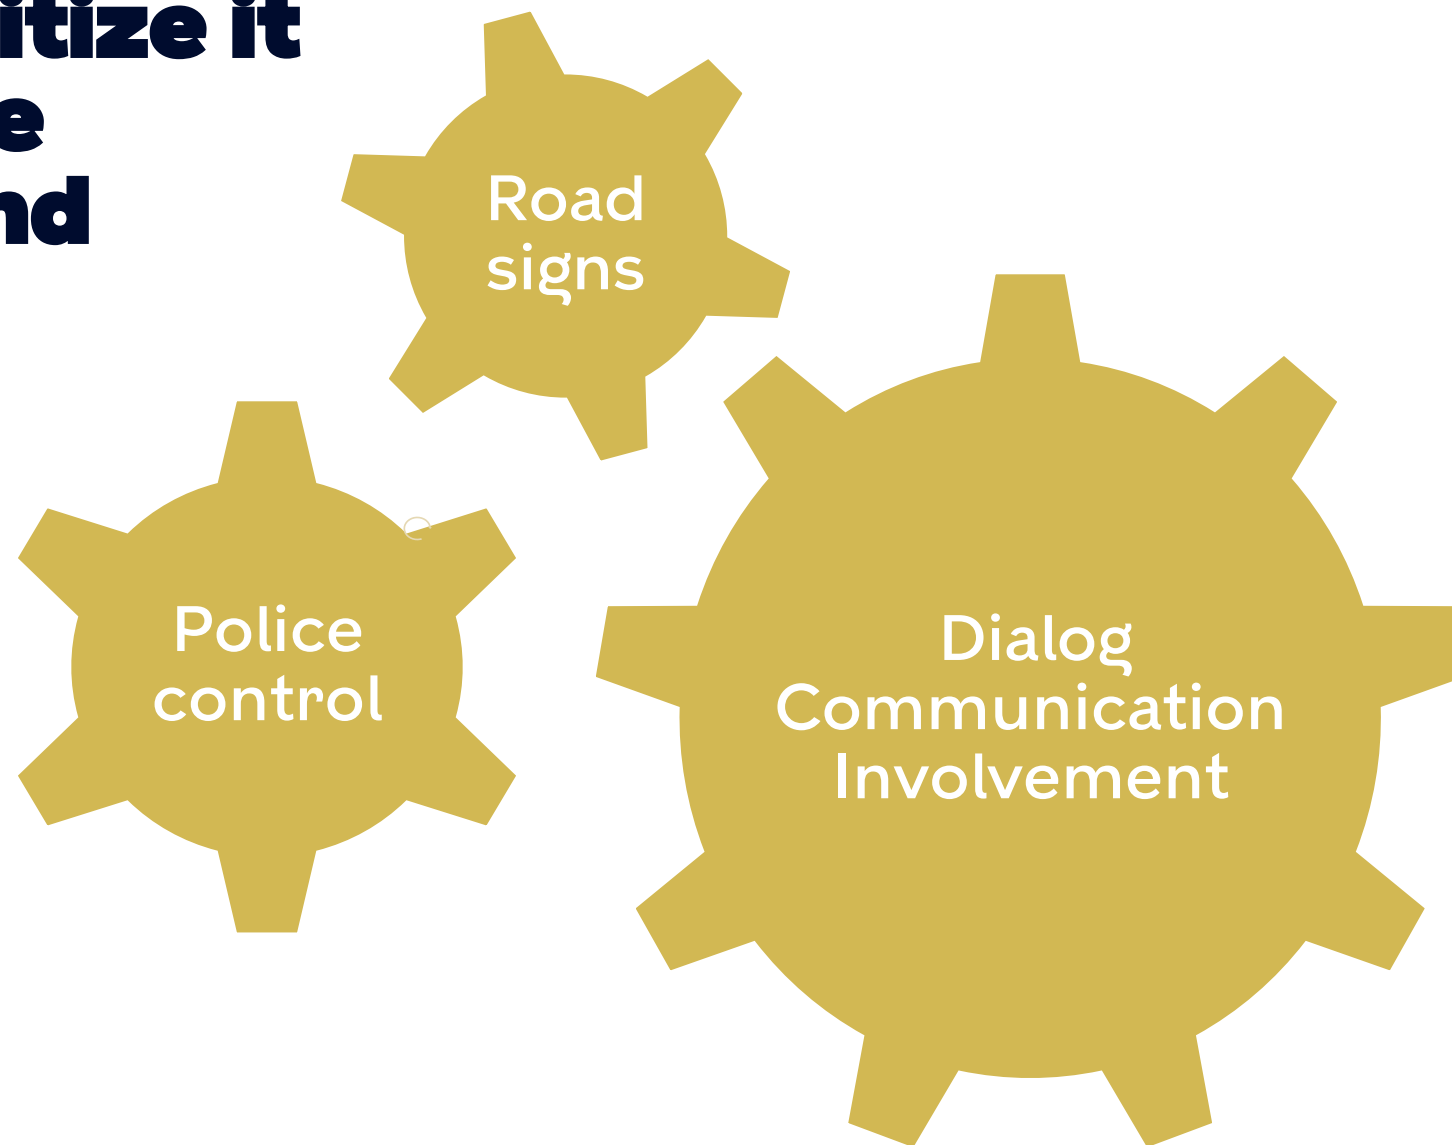 itize it
e
nd
Road
signs
Police
control
Dialog
Communication
Involvement